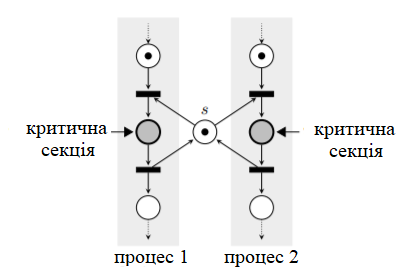 s
критична
секція
критична
секція
процес 1
процес 2